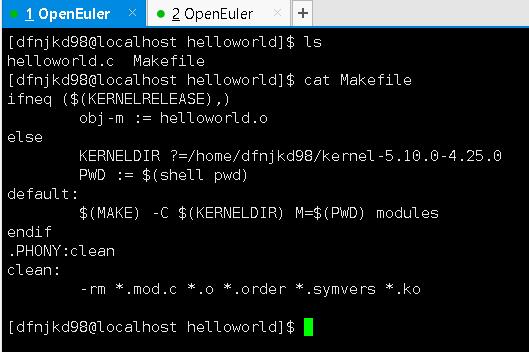 1 OpenEuler × 2 OpenEuler × +
[dfnjkd98@localhost helloworld]$ ls
helloworld.c  Makefile
[dfnjkd98@localhost helloworld]$ cat Makefile
ifneq ($(KERNELRELEASE),)
        obj-m := helloworld.o
else
        KERNELDIR ?=/home/dfnjkd98/kernel-5.10.0-4.25.0
        PWD := $(shell pwd)
default:
        $(MAKE) -C $(KERNELDIR) M=$(PWD) modules
endif
.PHONY:clean
clean:
        -rm *.mod.c *.o *.order *.symvers *.ko
[dfnjkd98@localhost helloworld]$